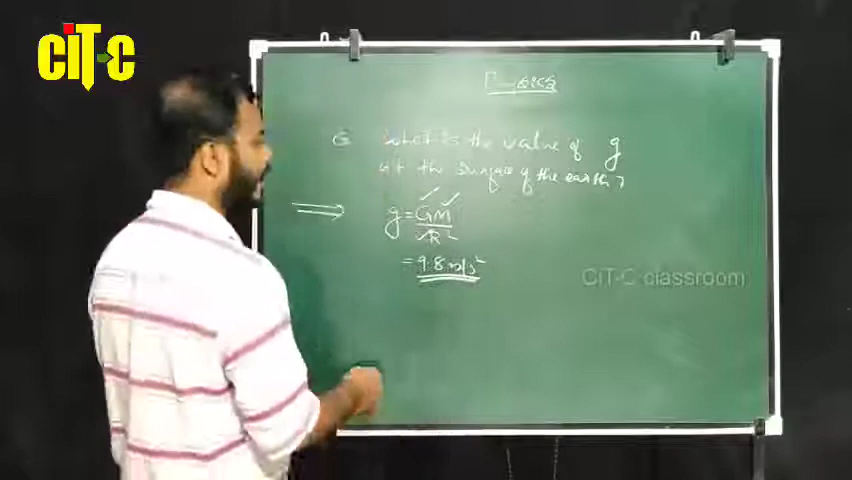 CiT-C
Physics
6 What is the value of g
at the surface of the earth?
⇒ g = GM
R²
= 9.8 m/s²
CiT-C classroom